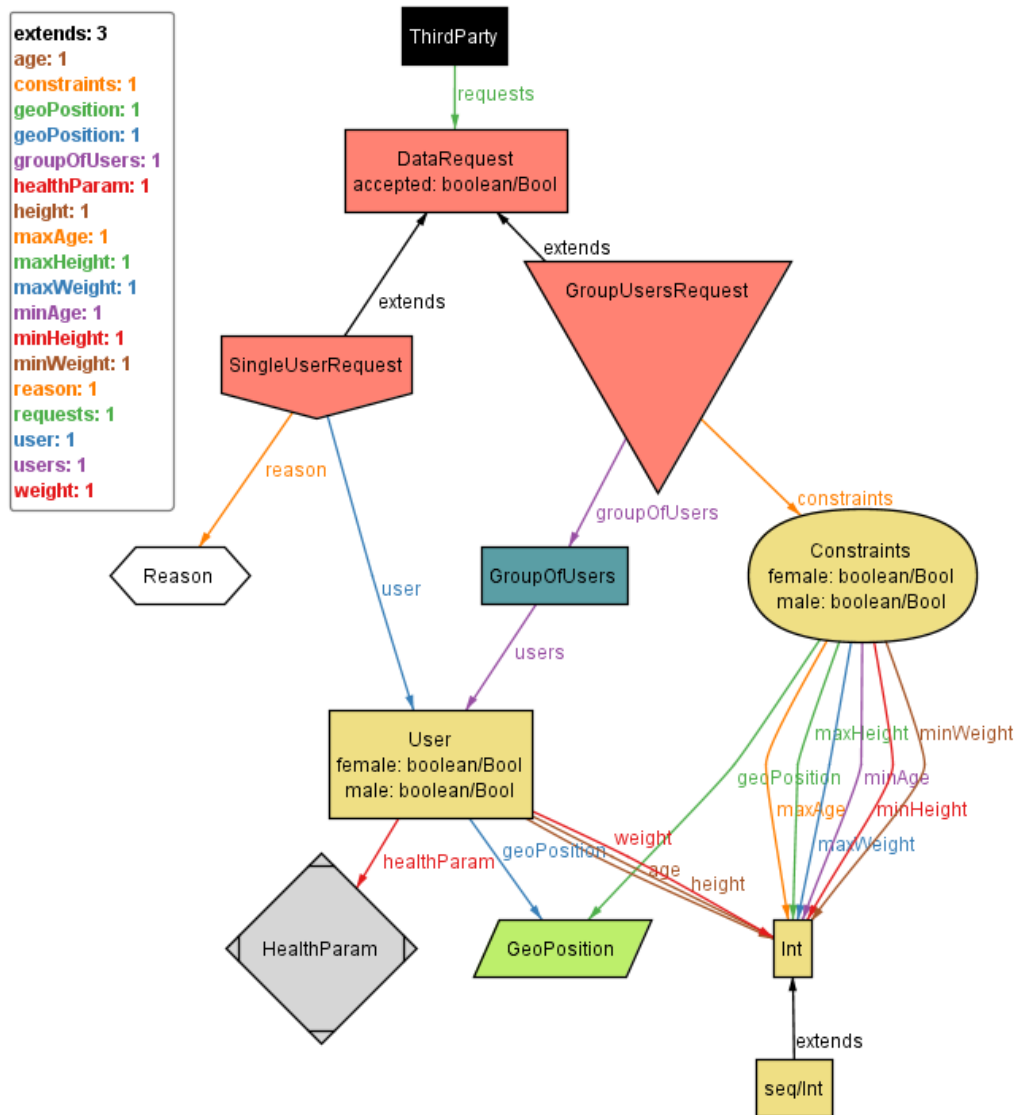 extends: 3
age: 1
constraints: 1
geoPosition: 1
geoPosition: 1
groupOfUsers: 1
healthParam: 1
height: 1
maxAge: 1
maxHeight: 1
maxWeight: 1
minAge: 1
minHeight: 1
minWeight: 1
reason: 1
requests: 1
user: 1
users: 1
weight: 1
ThirdParty
requests
DataRequest
accepted: boolean/Bool
extends
extends
GroupUsersRequest
SingleUserRequest
reason
constraints
groupOfUsers
Reason
user
GroupOfUsers
Constraints
female: boolean/Bool
male: boolean/Bool
users
User
female: boolean/Bool
male: boolean/Bool
maxHeight
minWeight
geoPosition
minAge
maxAge
minHeight
maxWeight
healthParam
geoPosition
weight
age
height
HealthParam
GeoPosition
Int
extends
seq/Int